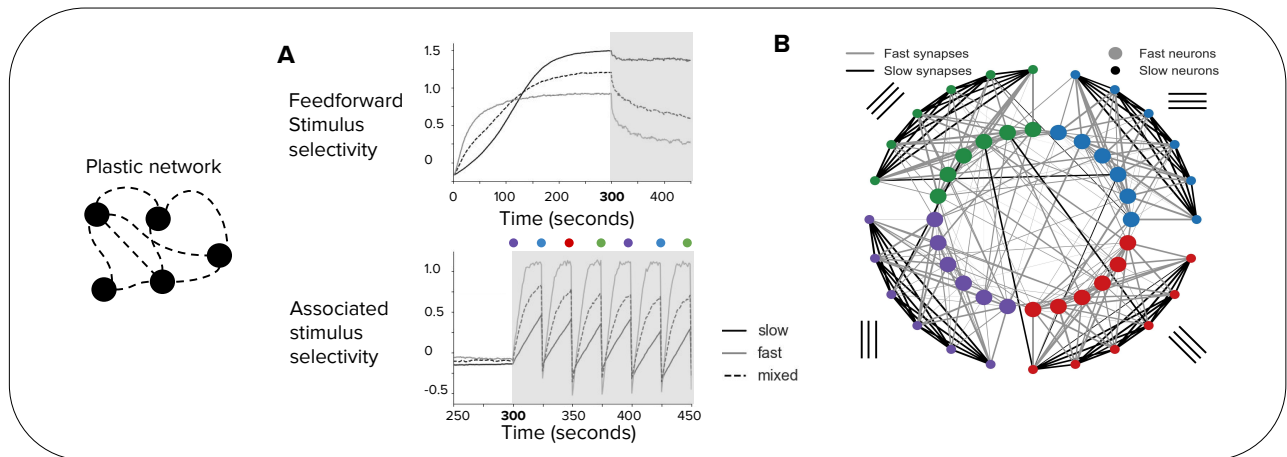 Plastic network
A
Feedforward
Stimulus
selectivity
1.5
1.0
0.5
0
0 100 200 300 400
Time (seconds)
Associated
stimulus
selectivity
1.0
0.5
0
-0.5
250 300 350 400 450
Time (seconds)
slow
fast
mixed
B
Fast synapses
Slow synapses
Fast neurons
Slow neurons